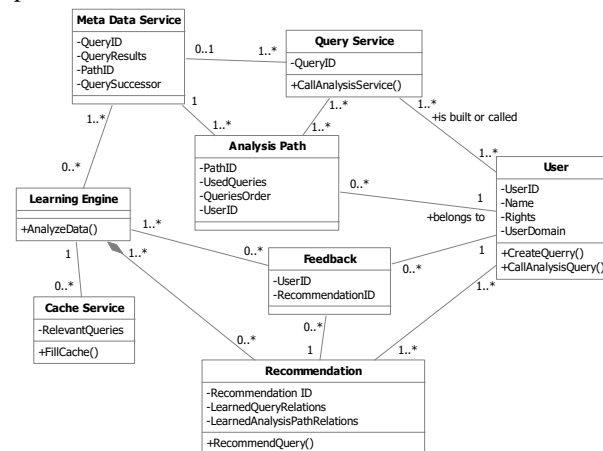 Meta Data Service
-QueryID
-QueryResults
-PathID
-QuerySuccessor
0..1
1..*
Query Service
-QueryID
+CallAnalysisService()
1..*
1
1..*
1..*
1..*
1..*
+is built or called
1..*
Analysis Path
-PathID
-UsedQueries
-QueriesOrder
-UserID
0..*
1
+belongs to
User
-UserID
-Name
-Rights
-UserDomain
+CreateQuerry()
+CallAnalysisQuery()
0..*
Learning Engine
+AnalyzeData()
1..*
1
1..*
0..*
Feedback
-UserID
-RecommendationID
0..*
1
1..*
0..*
Cache Service
-RelevantQueries
+FillCache()
0..*
0..*
1
1..*
Recommendation
-Recommendation ID
-LearnedQueryRelations
-LearnedAnalysisPathRelations
+RecommendQuery()